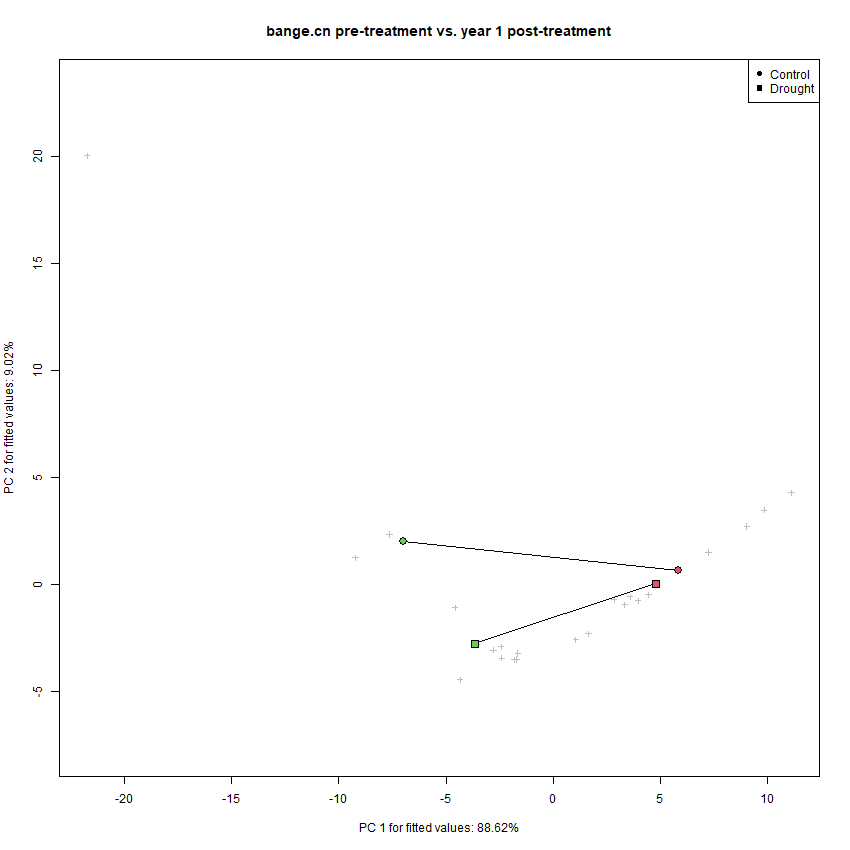 bange.cn pre-treatment vs. year 1 post-treatment
Control
Drought
PC 2 for fitted values: 9.02%
20
15
10
5
0
-5
-20
-15
-10
-5
0
5
10
PC 1 for fitted values: 88.62%